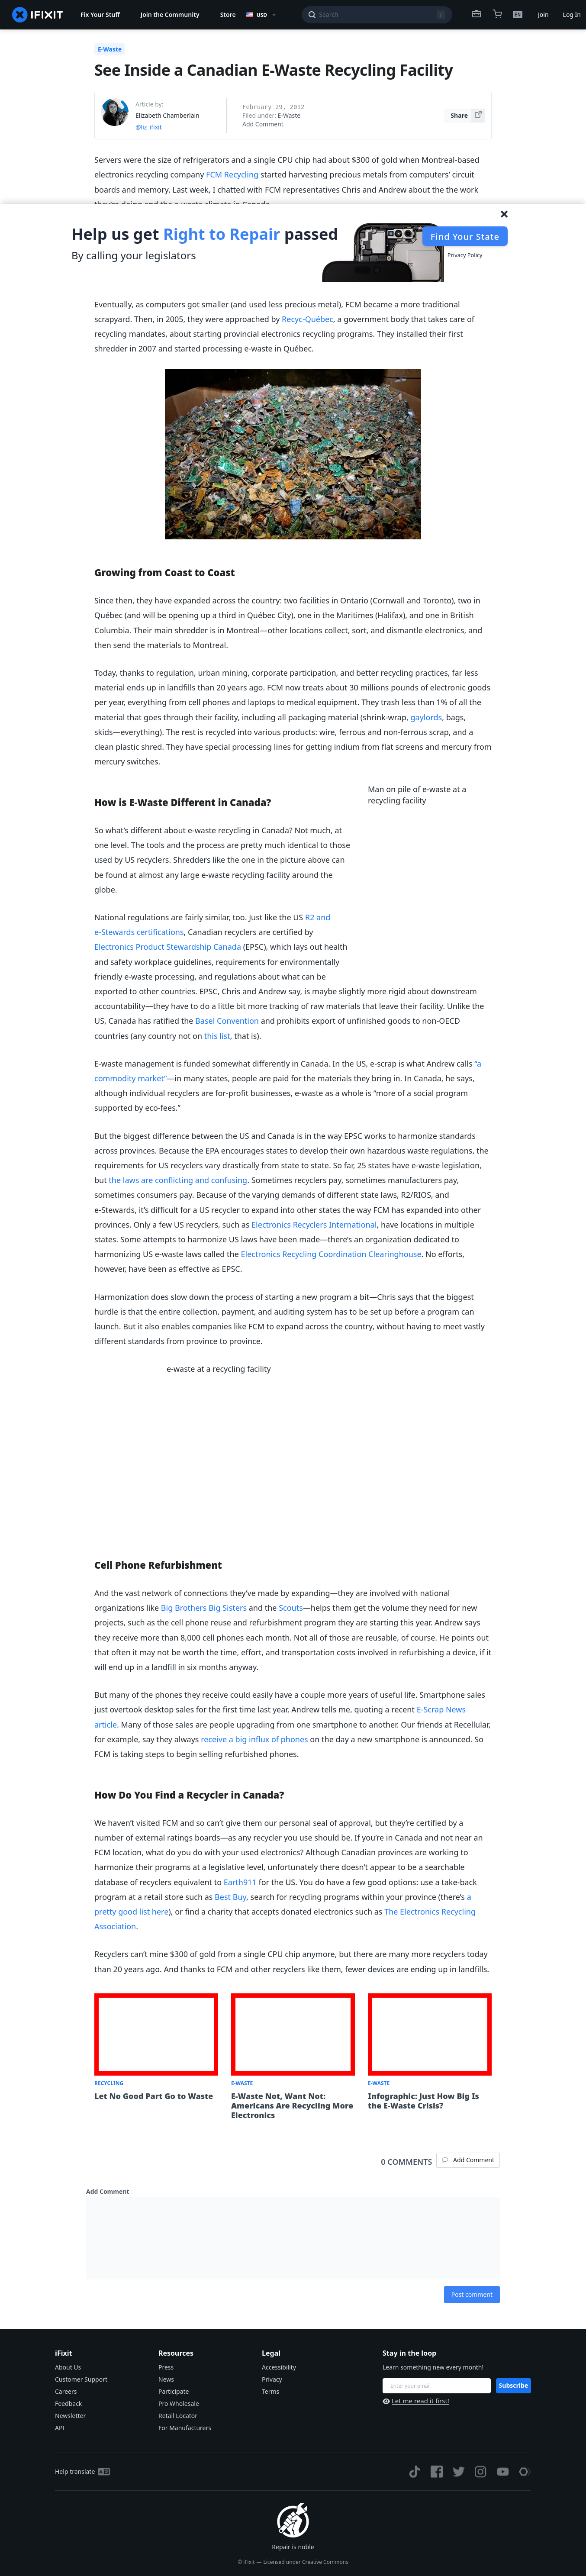 IFIXIT
Fix Your Stuff
Join the Community
Store
USD
Search
/
EN
Join
Log In
E-Waste
See Inside a Canadian E-Waste Recycling Facility
Article by:
Elizabeth Chamberlain
@liz_ifixit
February 29, 2012
Filed under: E-Waste
Add Comment
Share
Servers were the size of refrigerators and a single CPU chip had about $300 of gold when Montreal-based
electronics recycling company FCM Recycling started harvesting precious metals from computers’ circuit
boards and memory. Last week, I chatted with FCM representatives Chris and Andrew about the work
they’re doing and the e-waste climate in Canada.
Help us get Right to Repair passed
By calling your legislators
Find Your State
Privacy Policy
Eventually, as computers got smaller (and used less precious metal), FCM became a more traditional
scrapyard. Then, in 2005, they were approached by Recyc-Québec, a government body that takes care of
recycling mandates, about starting provincial electronics recycling programs. They installed their first
shredder in 2007 and started processing e-waste in Québec.
Growing from Coast to Coast
Since then, they have expanded across the country: two facilities in Ontario (Cornwall and Toronto), two in
Québec (and will be opening up a third in Québec City), one in the Maritimes (Halifax), and one in British
Columbia. Their main shredder is in Montreal—other locations collect, sort, and dismantle electronics, and
then send the materials to Montreal.
Today, thanks to regulation, urban mining, corporate participation, and better recycling practices, far less
material ends up in landfills than 20 years ago. FCM now treats about 30 millions pounds of electronic goods
per year, everything from cell phones and laptops to medical equipment. They trash less than 1% of all the
material that goes through their facility, including all packaging material (shrink-wrap, gaylords, bags,
skids—everything). The rest is recycled into various products: wire, ferrous and non-ferrous scrap, and a
clean plastic shred. They have special processing lines for getting indium from flat screens and mercury from
mercury switches.
Man on pile of e-waste at a
recycling facility
How is E-Waste Different in Canada?
So what’s different about e-waste recycling in Canada? Not much, at
one level. The tools and the process are pretty much identical to those
used by US recyclers. Shredders like the one in the picture above can
be found at almost any large e-waste recycling facility around the
globe.
National regulations are fairly similar, too. Just like the US R2 and
e-Stewards certifications, Canadian recyclers are certified by
Electronics Product Stewardship Canada (EPSC), which lays out health
and safety workplace guidelines, requirements for environmentally
friendly e-waste processing, and regulations about what can be
exported to other countries. EPSC, Chris and Andrew say, is maybe slightly more rigid about downstream
accountability—they have to do a little bit more tracking of raw materials that leave their facility. Unlike the
US, Canada has ratified the Basel Convention and prohibits export of unfinished goods to non-OECD
countries (any country not on this list, that is).
E-waste management is funded somewhat differently in Canada. In the US, e-scrap is what Andrew calls “a
commodity market”—in many states, people are paid for the materials they bring in. In Canada, he says,
although individual recyclers are for-profit businesses, e-waste as a whole is “more of a social program
supported by eco-fees.”
But the biggest difference between the US and Canada is in the way EPSC works to harmonize standards
across provinces. Because the EPA encourages states to develop their own hazardous waste regulations, the
requirements for US recyclers vary drastically from state to state. So far, 25 states have e-waste legislation,
but the laws are conflicting and confusing. Sometimes recyclers pay, sometimes manufacturers pay,
sometimes consumers pay. Because of the varying demands of different state laws, R2/RIOS, and
e-Stewards, it’s difficult for a US recycler to expand into other states the way FCM has expanded into other
provinces. Only a few US recyclers, such as Electronics Recyclers International, have locations in multiple
states. Some attempts to harmonize US laws have been made—there’s an organization dedicated to
harmonizing US e-waste laws called the Electronics Recycling Coordination Clearinghouse. No efforts,
however, have been as effective as EPSC.
Harmonization does slow down the process of starting a new program a bit—Chris says that the biggest
hurdle is that the entire collection, payment, and auditing system has to be set up before a program can
launch. But it also enables companies like FCM to expand across the country, without having to meet vastly
different standards from province to province.
e-waste at a recycling facility
Cell Phone Refurbishment
And the vast network of connections they’ve made by expanding—they are involved with national
organizations like Big Brothers Big Sisters and the Scouts—helps them get the volume they need for new
projects, such as the cell phone reuse and refurbishment program they are starting this year. Andrew says
they receive more than 8,000 cell phones each month. Not all of those are reusable, of course. He points out
that often it may not be worth the time, effort, and transportation costs involved in refurbishing a device, if it
will end up in a landfill in six months anyway.
But many of the phones they receive could easily have a couple more years of useful life. Smartphone sales
just overtook desktop sales for the first time last year, Andrew tells me, quoting a recent E-Scrap News
article. Many of those sales are people upgrading from one smartphone to another. Our friends at Recellular,
for example, say they always receive a big influx of phones on the day a new smartphone is announced. So
FCM is taking steps to begin selling refurbished phones.
How Do You Find a Recycler in Canada?
We haven’t visited FCM and so can’t give them our personal seal of approval, but they’re certified by a
number of external ratings boards—as any recycler you use should be. If you’re in Canada and not near an
FCM location, what do you do with your used electronics? Although Canadian provinces are working to
harmonize their programs at a legislative level, unfortunately there doesn’t appear to be a searchable
database of recyclers equivalent to Earth911 for the US. You do have a few good options: use a take-back
program at a retail store such as Best Buy, search for recycling programs within your province (there’s a
pretty good list here), or find a charity that accepts donated electronics such as The Electronics Recycling
Association.
Recyclers can’t mine $300 of gold from a single CPU chip anymore, but there are many more recyclers today
than 20 years ago. And thanks to FCM and other recyclers like them, fewer devices are ending up in landfills.
RECYCLING
Let No Good Part Go to Waste
E-WASTE
E-Waste Not, Want Not:
Americans Are Recycling More
Electronics
E-WASTE
Infographic: Just How Big Is
the E-Waste Crisis?
0 COMMENTS
Add Comment
Add Comment
Post comment
iFixit
About Us
Customer Support
Careers
Feedback
Newsletter
API
Resources
Press
News
Participate
Pro Wholesale
Retail Locator
For Manufacturers
Legal
Accessibility
Privacy
Terms
Stay in the loop
Learn something new every month!
Enter your email
Subscribe
Let me read it first!
Help translate
Repair is noble
© iFixit — Licensed under Creative Commons